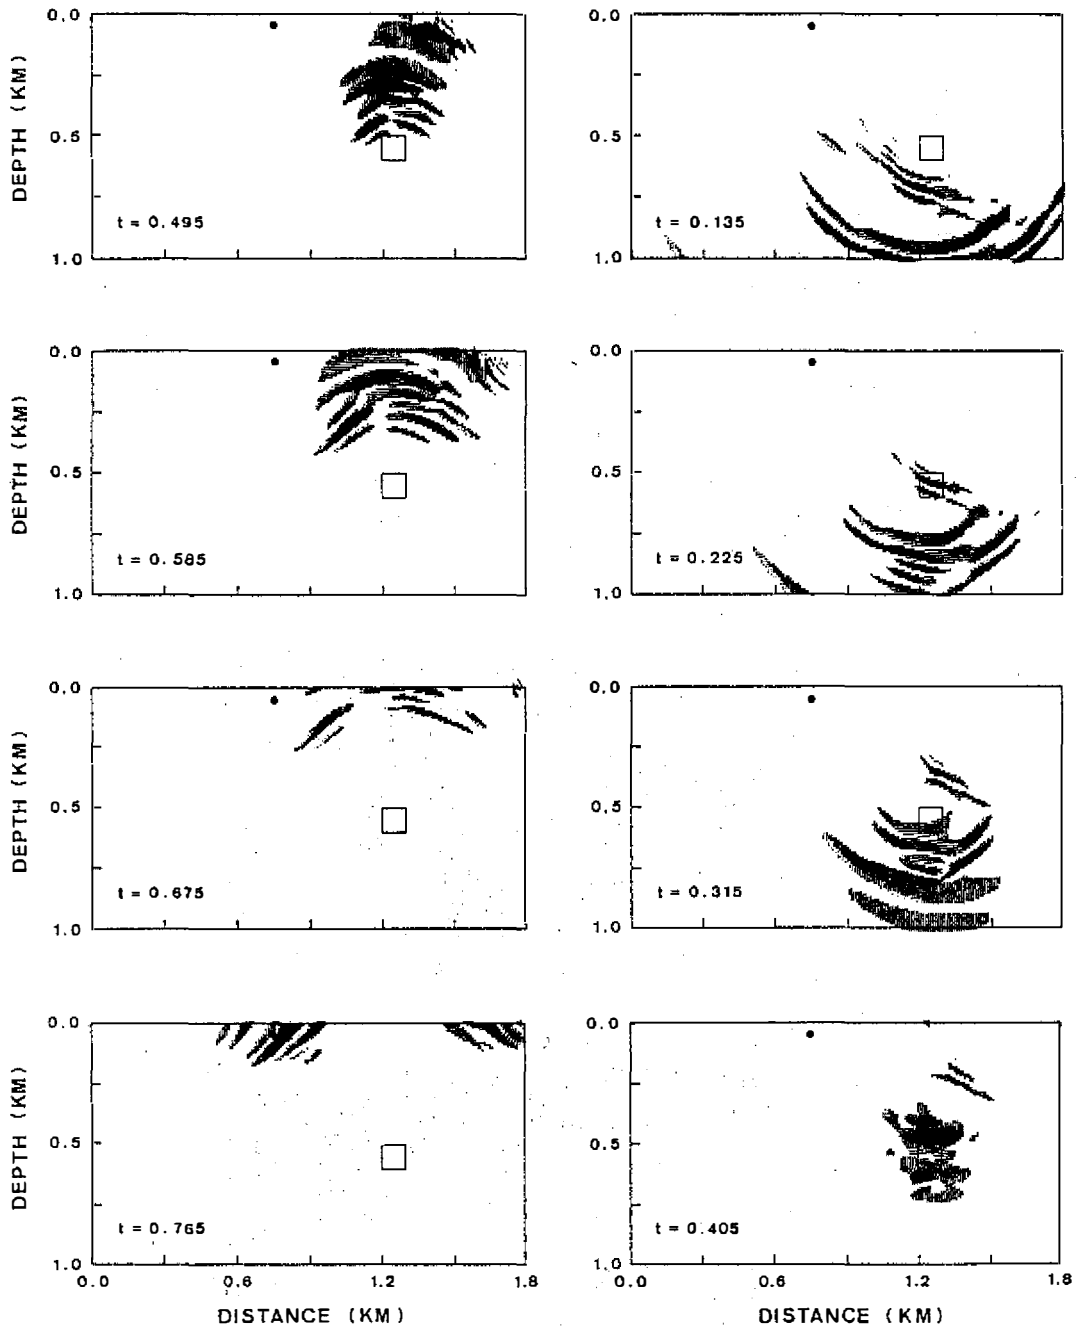 0.0 0.0
DEPTH (KM)
0.5 0.5
t = 0.495 t = 0.135
1.0 1.0
0.0 0.0
DEPTH (KM)
0.5 0.5
t = 0.585 t = 0.225
1.0 1.0
0.0 0.0
DEPTH (KM)
0.5 0.5
t = 0.675 t = 0.315
1.0 1.0
0.0 0.0
DEPTH (KM)
0.5 0.5
t = 0.765 t = 0.405
1.0 1.0
0.0 0.6 1.2 1.8 0.0 0.6 1.2 1.8
DISTANCE (KM) DISTANCE (KM)